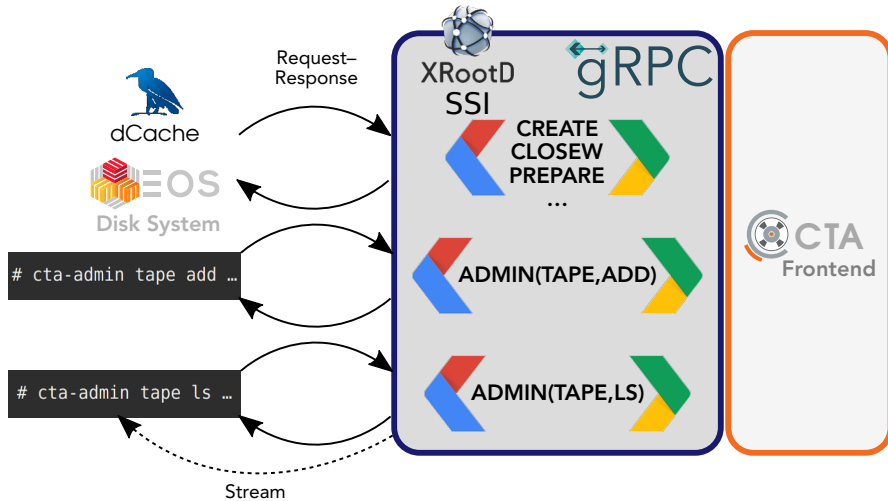 Request–
Response
XRootD
SSI
gRPC
dCache
EOS
Disk System
CREATE
CLOSEW
PREPARE
...
CTA
Frontend
# cta-admin tape add …
ADMIN(TAPE,ADD)
# cta-admin tape ls …
ADMIN(TAPE,LS)
Stream